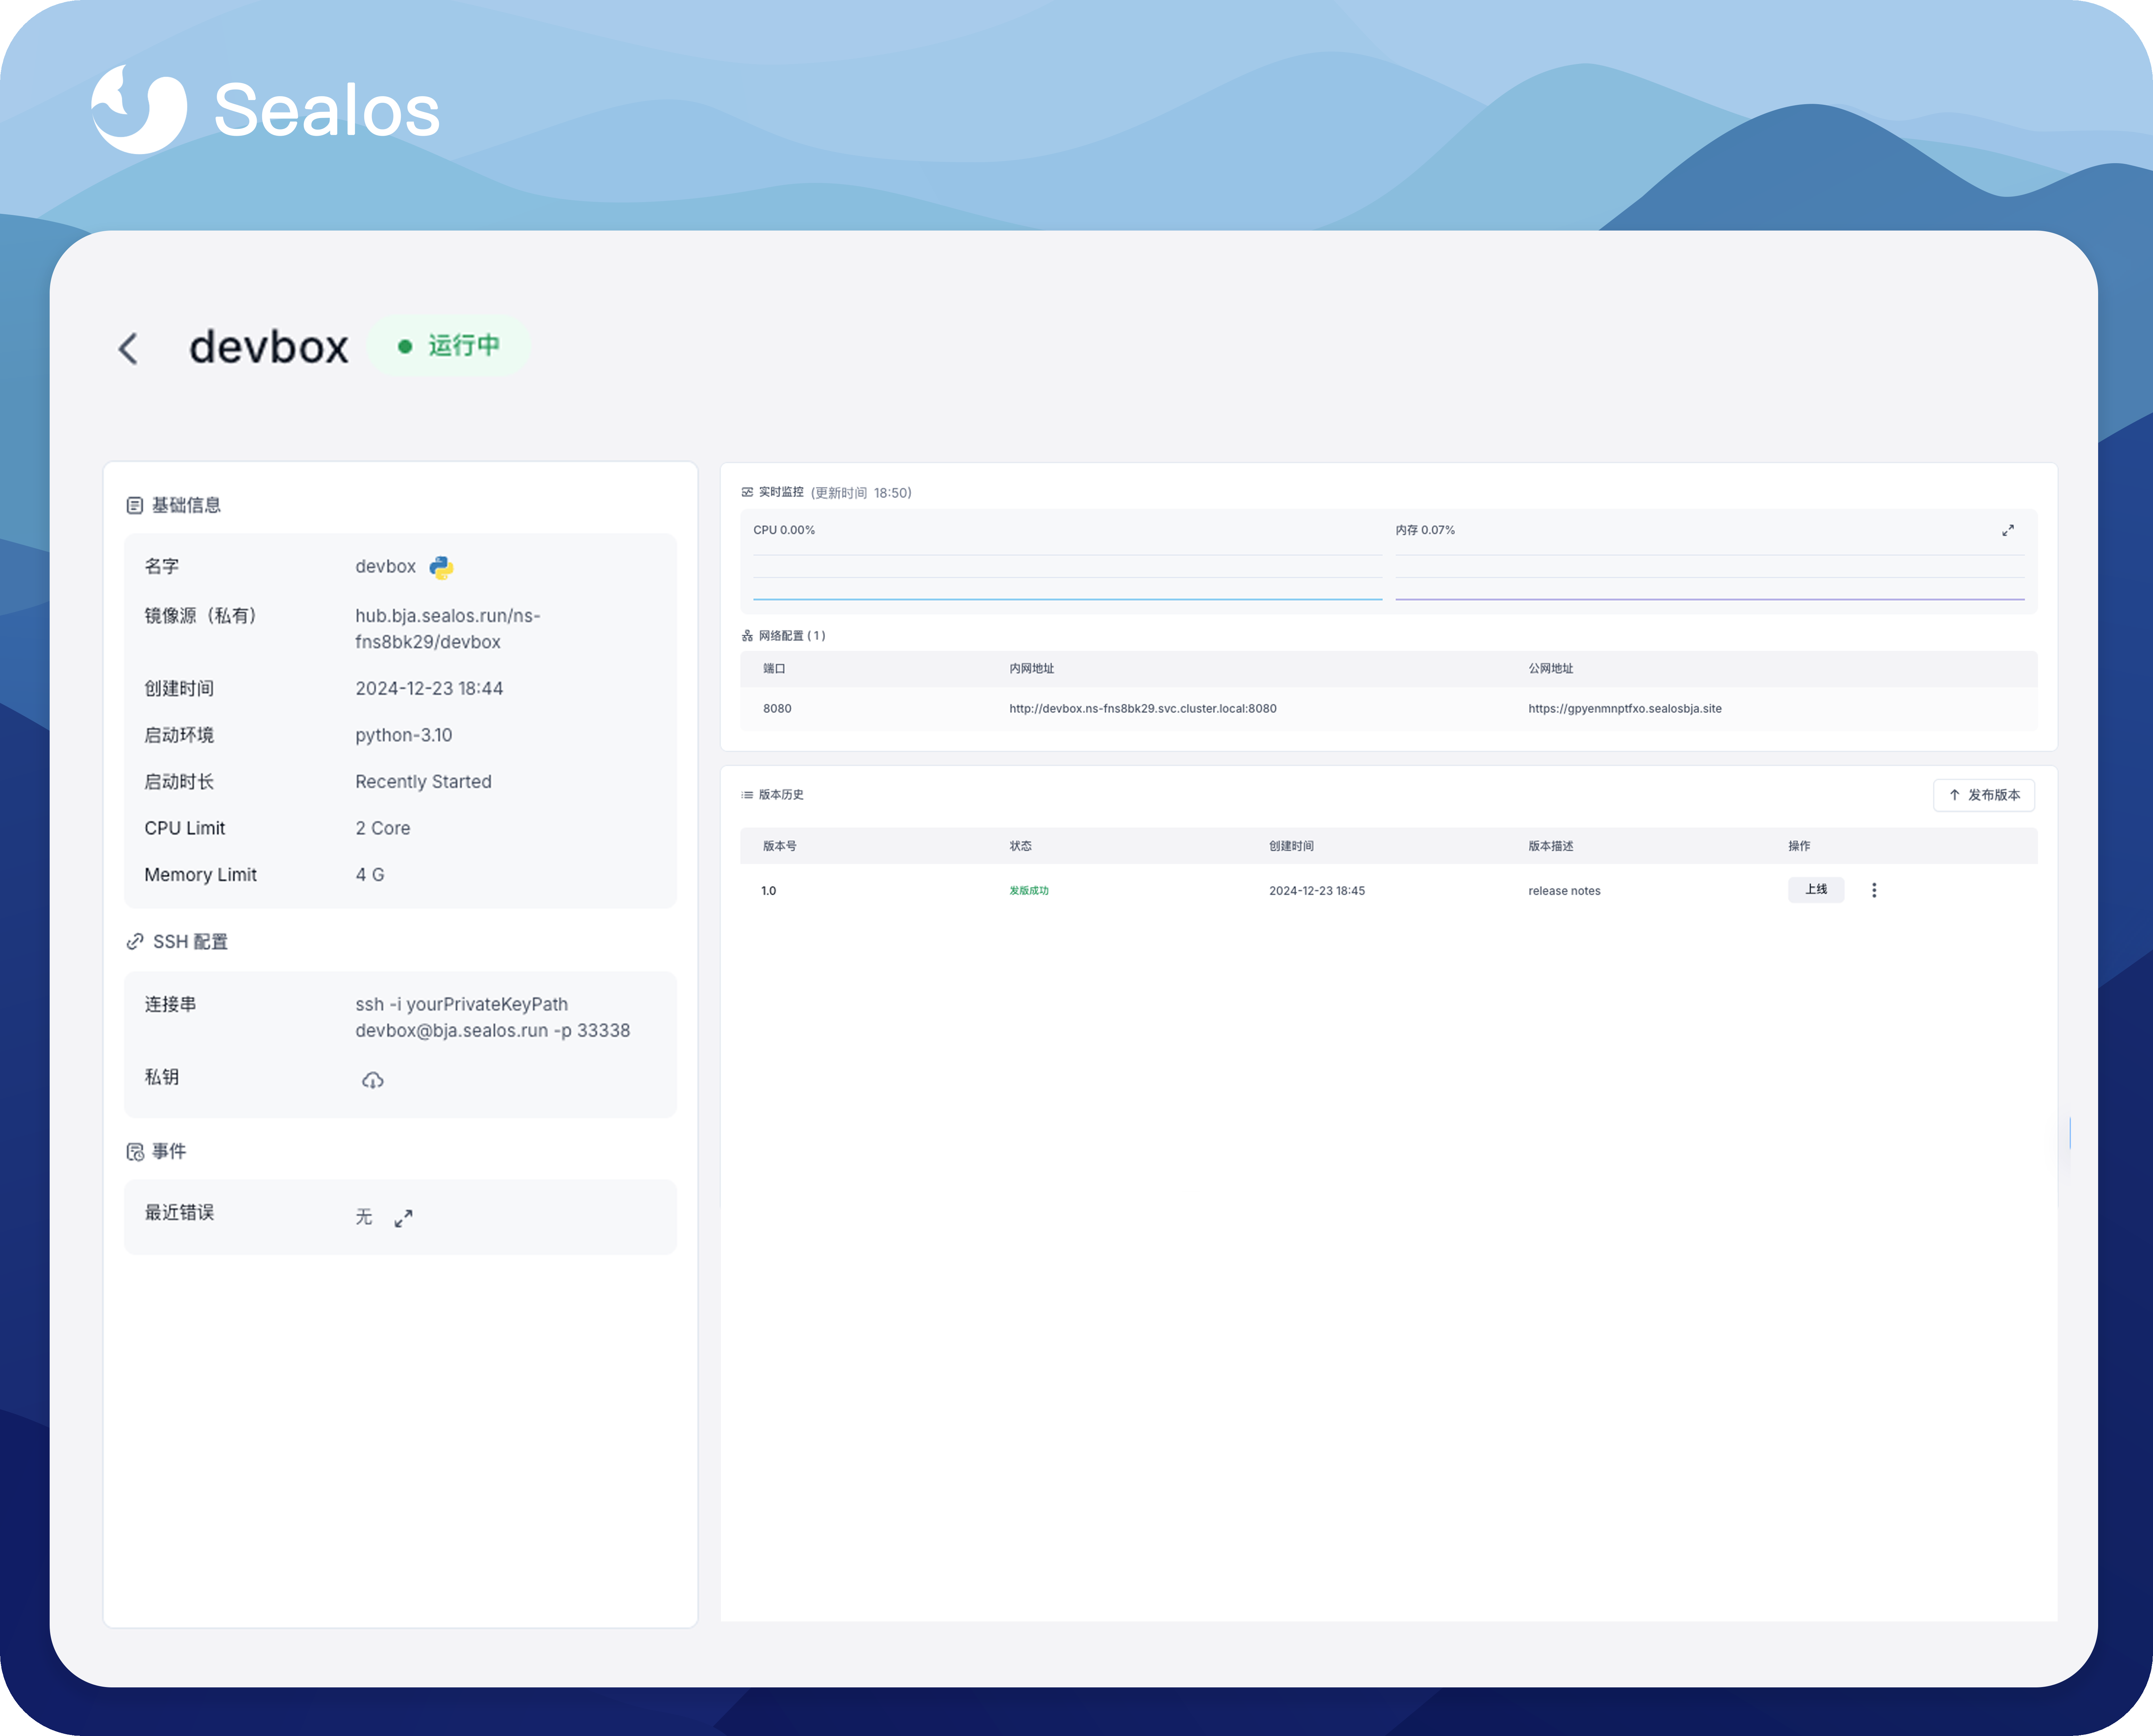 Sealos
devbox 运行中
基础信息
名字 devbox
镜像源（私有） hub.bja.sealos.run/ns-
fns8bk29/devbox
创建时间 2024-12-23 18:44
启动环境 python-3.10
启动时长 Recently Started
CPU Limit 2 Core
Memory Limit 4 G
SSH 配置
连接串 ssh -i yourPrivateKeyPath
devbox@bja.sealos.run -p 33338
私钥
事件
最近错误 无
实时监控 (更新时间 18:50)
CPU 0.00% 内存 0.07%
网络配置 ( 1 )
端口 内网地址 公网地址
8080 http://devbox.ns-fns8bk29.svc.cluster.local:8080 https://gpyenmnptfxo.sealosbja.site
版本历史 发布版本
版本号 状态 创建时间 版本描述 操作
1.0 发版成功 2024-12-23 18:45 release notes 上线